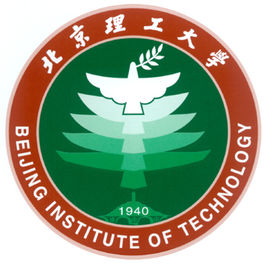 北京理工大学
1940
BEIJING INSTITUTE OF TECHNOLOGY